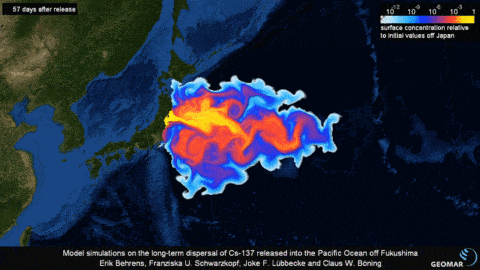 57 days after release
10⁻¹² 10⁻⁹ 10⁻⁶ 10⁻³ 1
surface concentration relative
to initial values off Japan
Model simulations on the long-term dispersal of Cs-137 released into the Pacific Ocean off Fukushima
Erik Behrens, Franziska U. Schwarzkopf, Joke F. Lübbecke and Claus W. Böning
GEOMAR